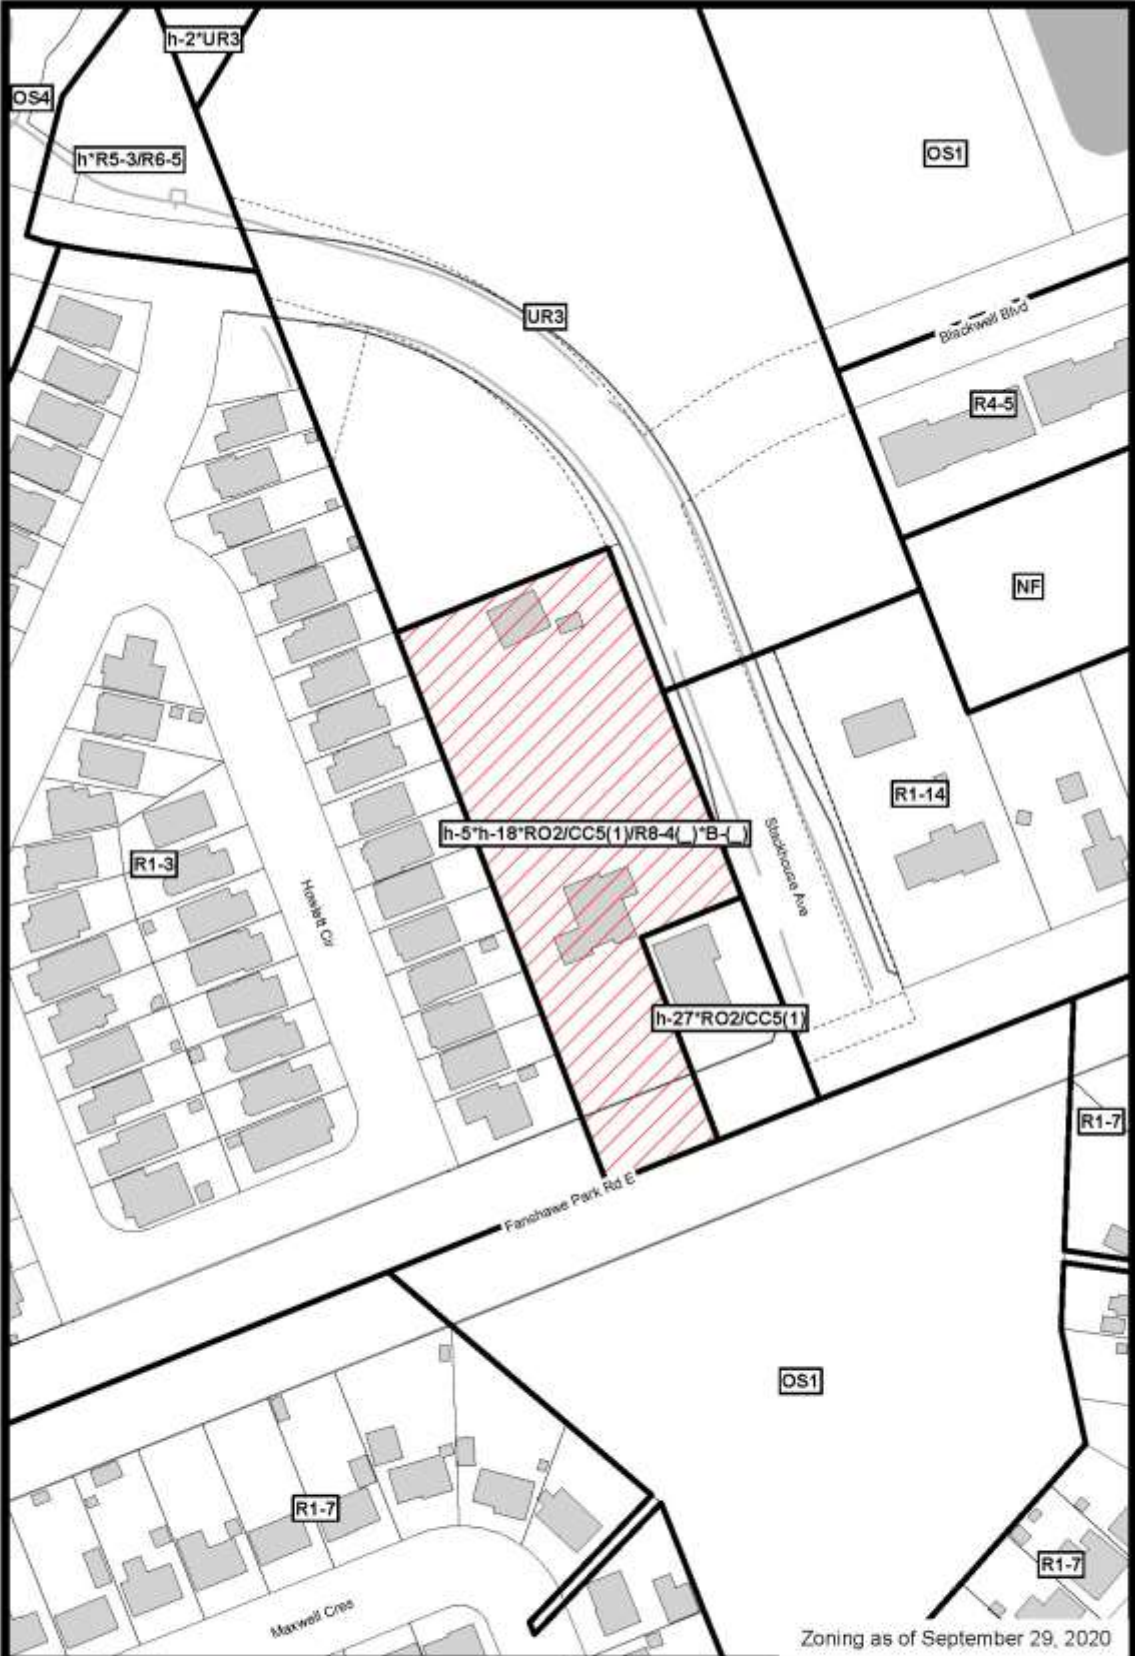 h-2*UR3
OS4
h*R5-3/R6-5
OS1
UR3
Blackwell Blvd
R4-5
NF
R1-14
h-5*h-18*RO2/CC5(1)/R8-4(_)*B-(_)
Stackhouse Ave
R1-3
Howlett Cir
h-27*RO2/CC5(1)
R1-7
Fanshawe Park Rd E
OS1
R1-7
R1-7
Maxwell Cres
Zoning as of September 29, 2020